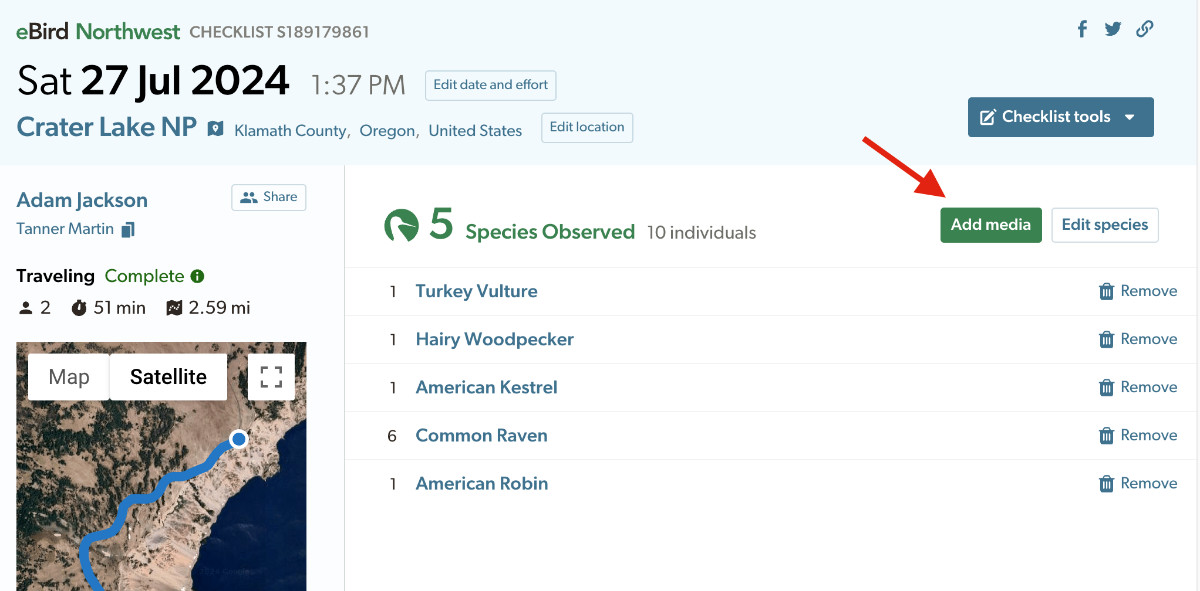 eBird Northwest CHECKLIST S189179861
Sat 27 Jul 2024 1:37 PM Edit date and effort
Crater Lake NP Klamath County, Oregon, United States Edit location
Checklist tools
Adam Jackson Share
Tanner Martin
Traveling Complete
2 51 min 2.59 mi
Map Satellite
5 Species Observed 10 individuals
Add media Edit species
1 Turkey Vulture Remove
1 Hairy Woodpecker Remove
1 American Kestrel Remove
6 Common Raven Remove
1 American Robin Remove